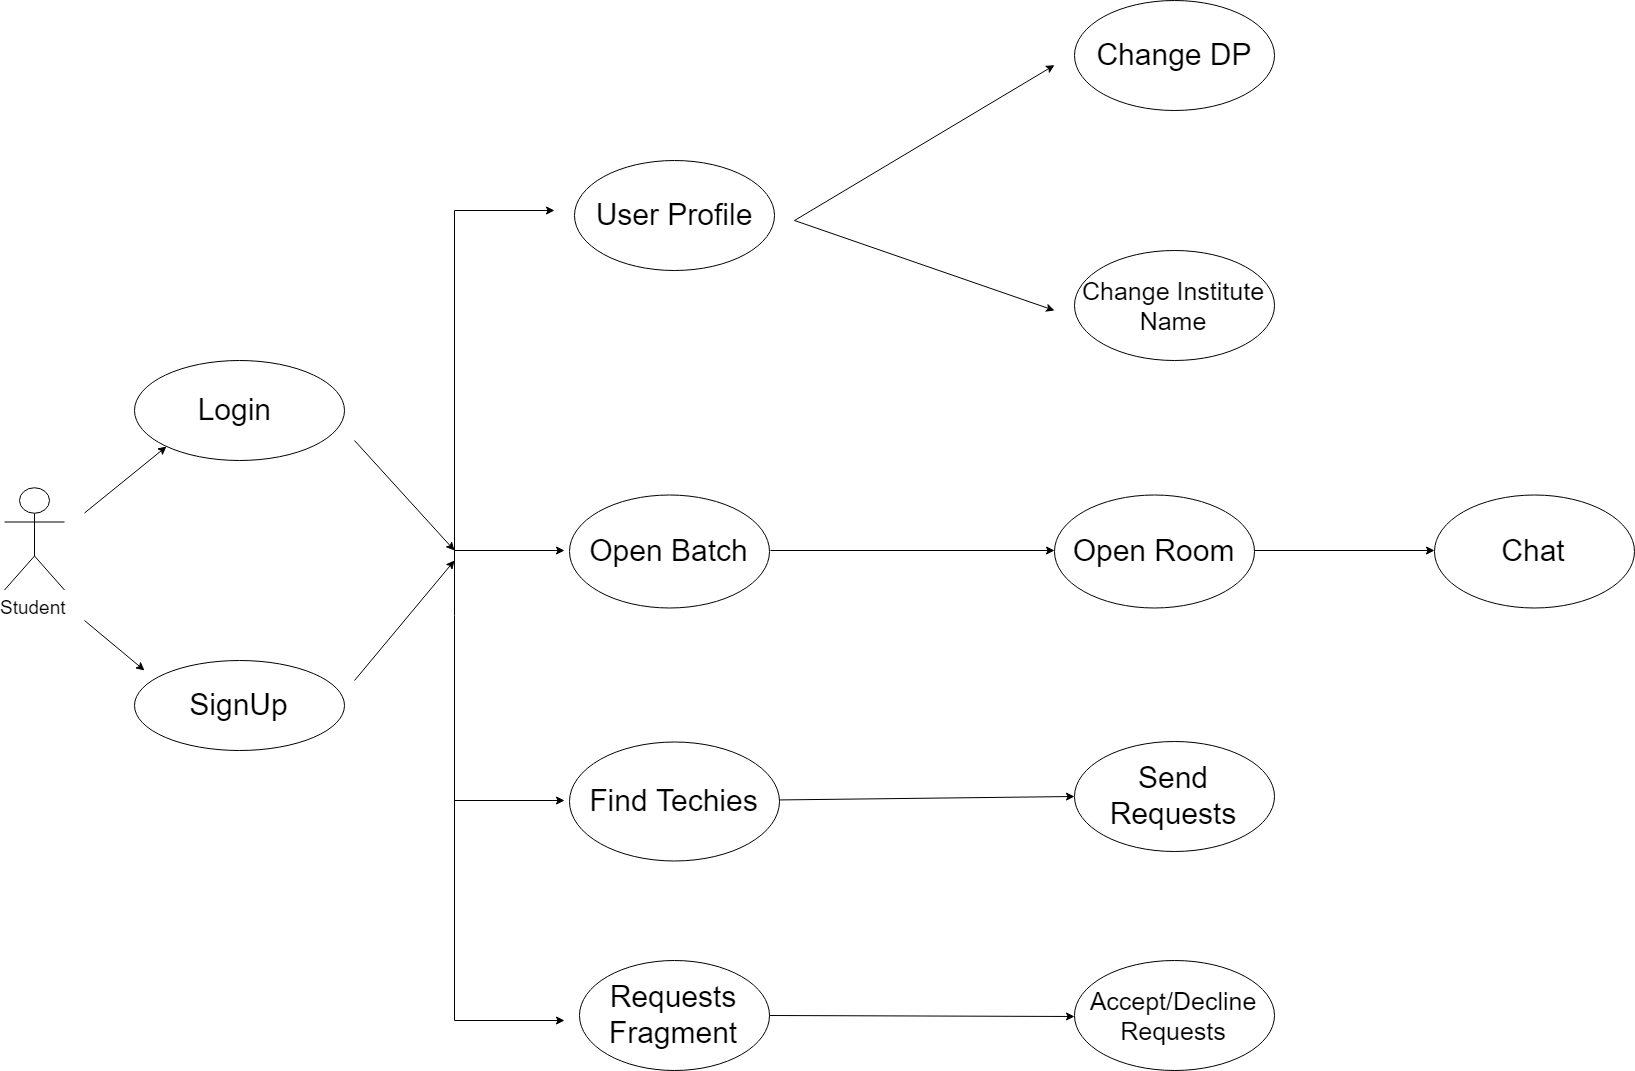 Change DP
User Profile
Change Institute
Name
Login
Student
Open Batch
Open Room
Chat
SignUp
Find Techies
Send
Requests
Requests
Fragment
Accept/Decline
Requests